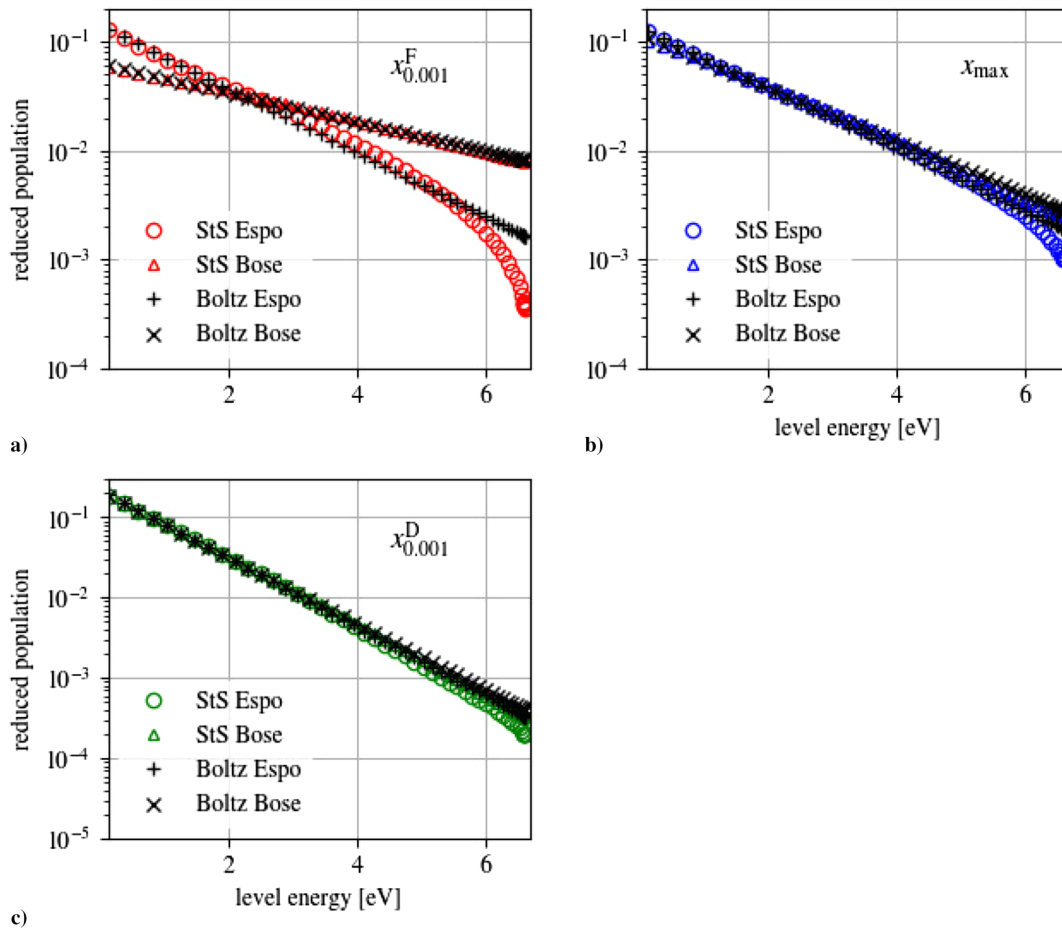 10⁻¹
10⁻²
10⁻³
10⁻⁴
reduced population
x^F_0.001
StS Espo
StS Bose
Boltz Espo
Boltz Bose
2 4 6
a)
10⁻¹
10⁻²
10⁻³
10⁻⁴
x_max
StS Espo
StS Bose
Boltz Espo
Boltz Bose
2 4 6
level energy [eV]
b)
10⁻¹
10⁻²
10⁻³
10⁻⁴
10⁻⁵
reduced population
x^D_0.001
StS Espo
StS Bose
Boltz Espo
Boltz Bose
2 4 6
level energy [eV]
c)